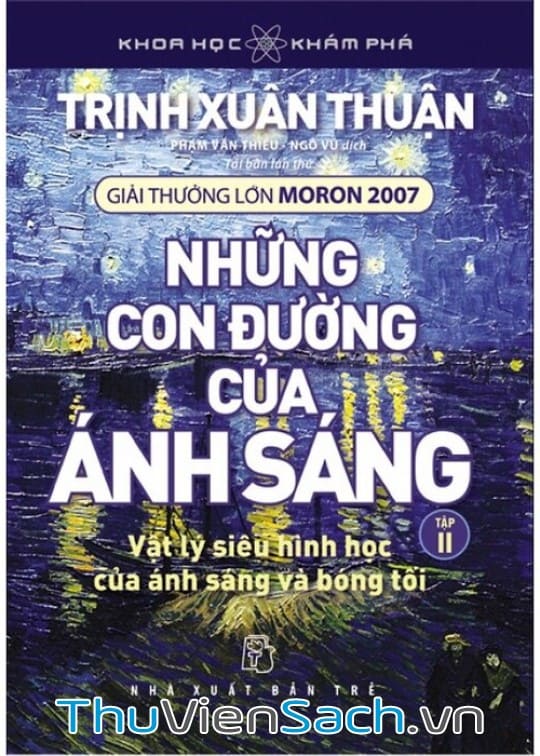 KHOA HỌC KHÁM PHÁ
TRỊNH XUÂN THUẬN
PHẠM VĂN THIỀU - NGÔ VŨ dịch
Tái bản lần thứ
GIẢI THƯỞNG LỚN MORON 2007
NHỮNG
CON ĐƯỜNG
CỦA
ÁNH SÁNG
TẬP
II
Vật lý siêu hình học
của ánh sáng và bóng tối
NHÀ XUẤT BẢN TRẺ
ThuVienSach.vn